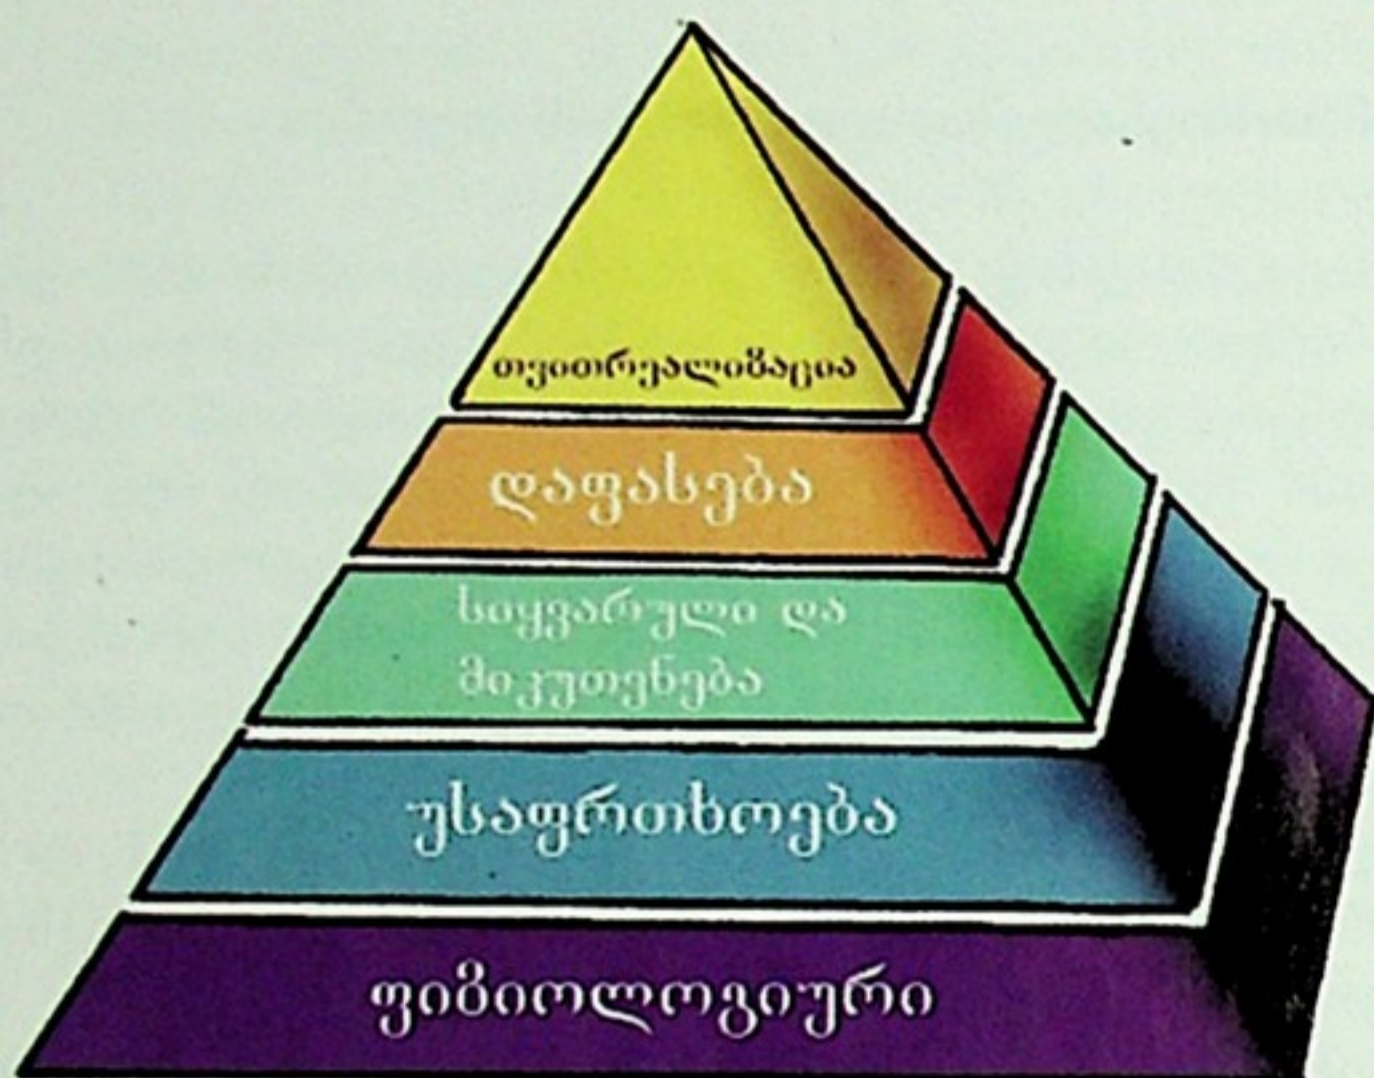 თვითრეალიზაცია
დაფასება
სიყვარული და
მიკუთვნება
უსაფრთხოება
ფიზიოლოგიური